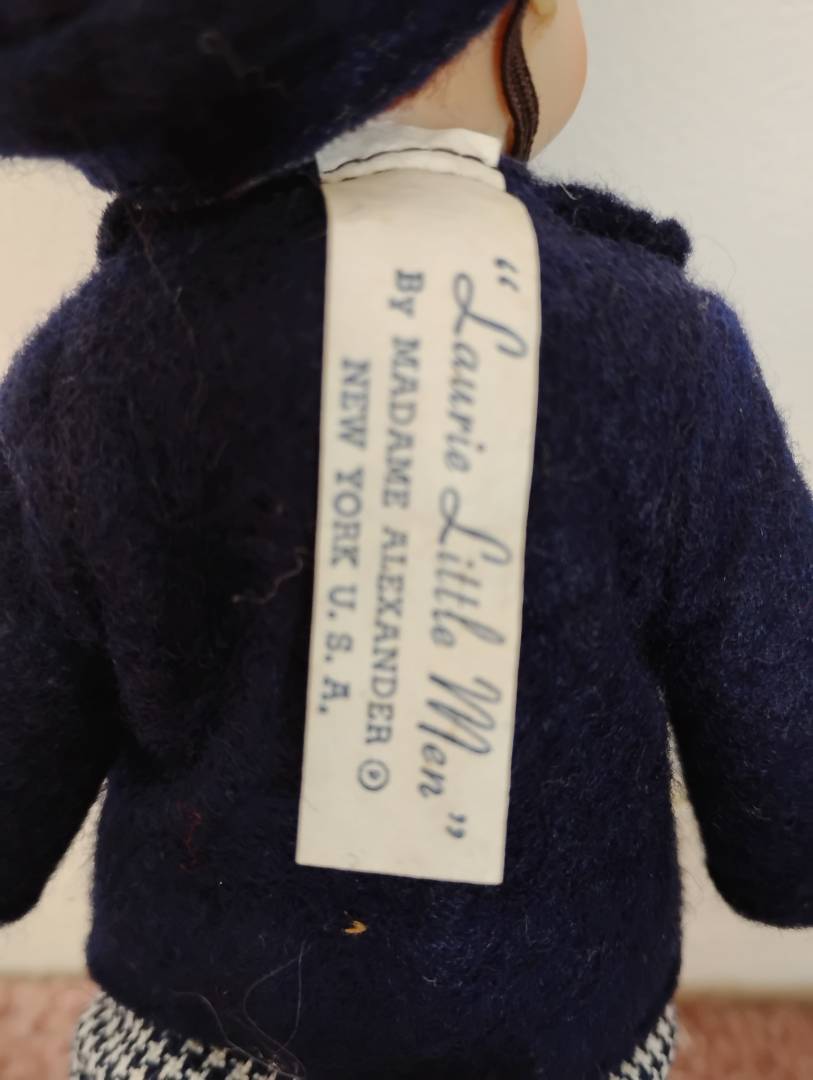 “Laurie Little Men”
By MADAME ALEXANDER ®
NEW YORK U.S.A.